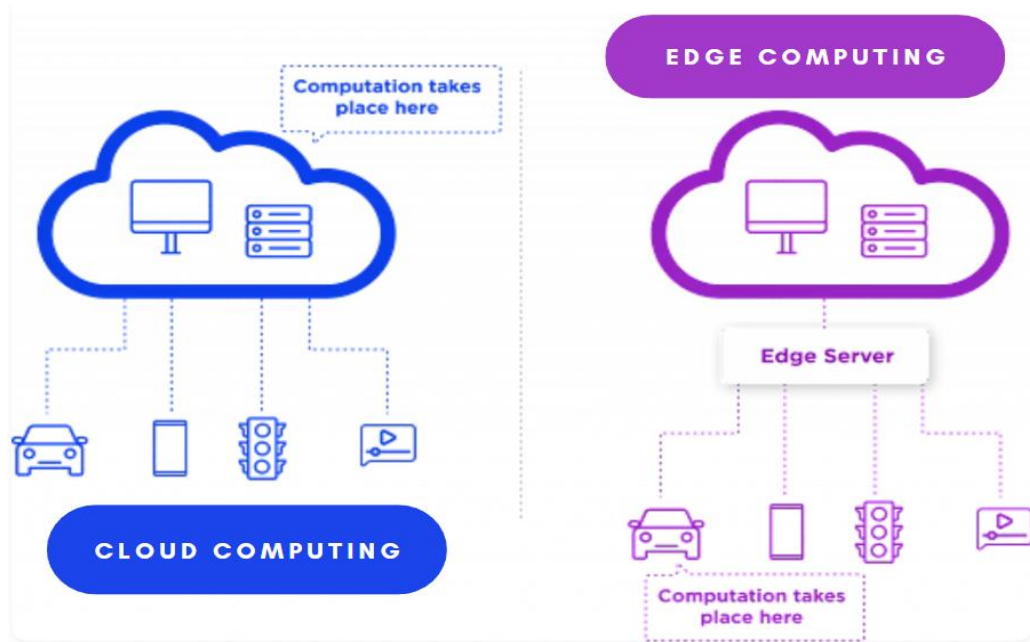 Computation takes
place here
CLOUD COMPUTING
EDGE COMPUTING
Edge Server
Computation takes
place here